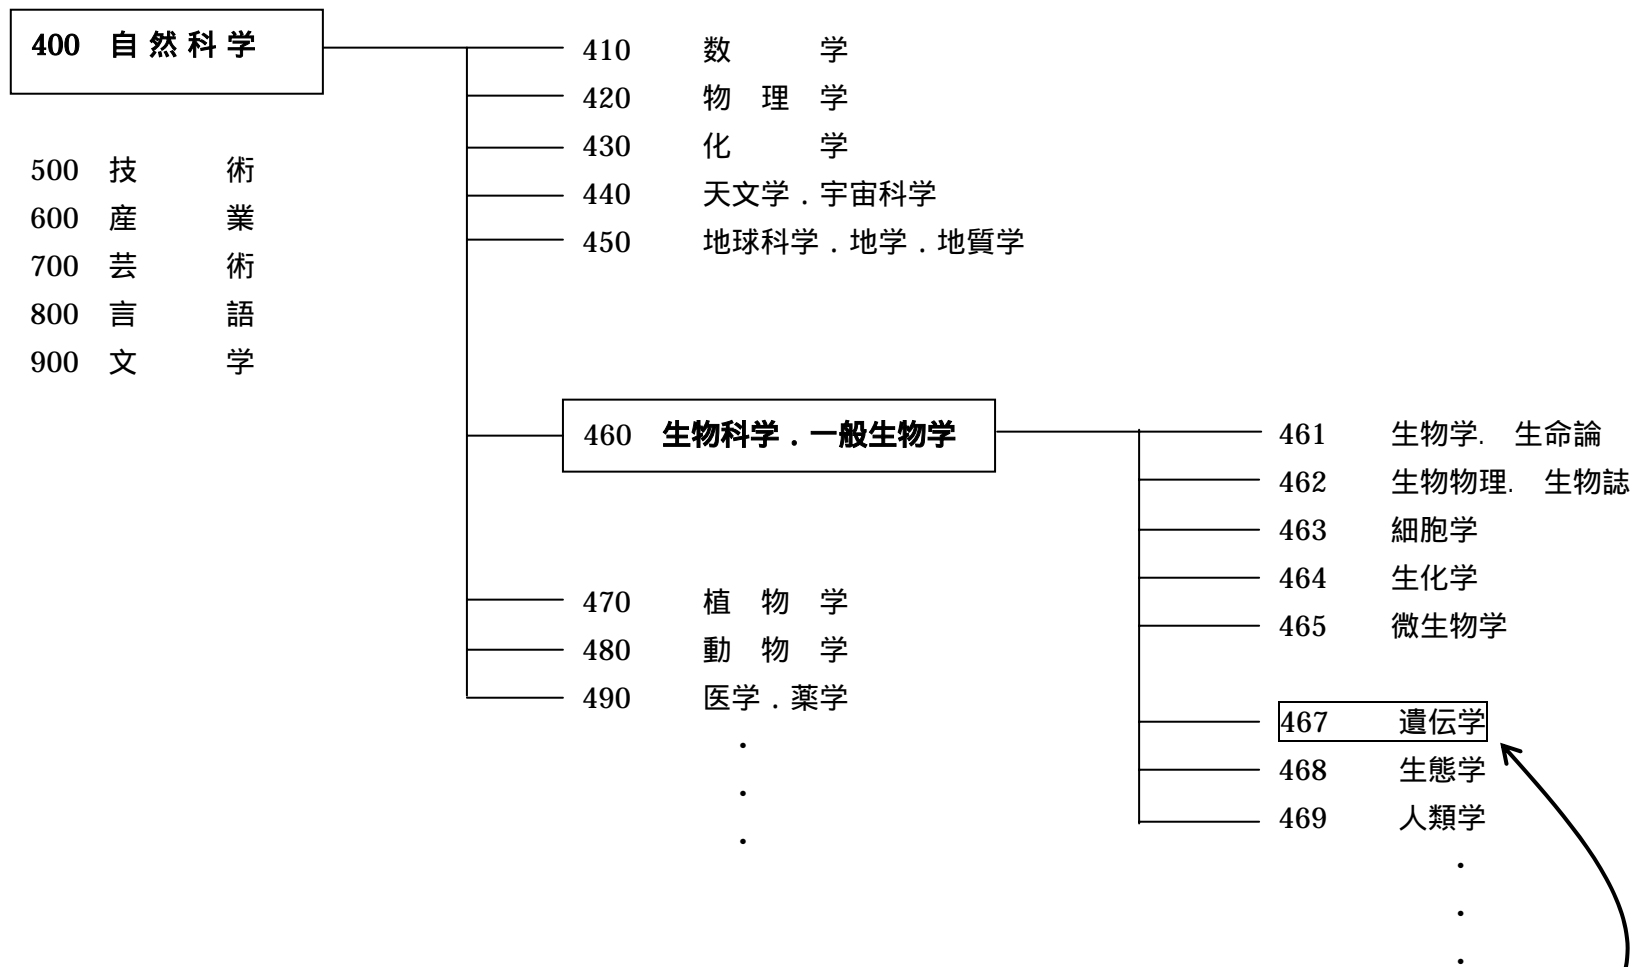 400 自然科学
500 技術
600 産業
700 芸術
800 言語
900 文学
410 数学
420 物理学
430 化学
440 天文学．宇宙科学
450 地球科学．地学．地質学
460 生物科学．一般生物学
470 植物学
480 動物学
490 医学．薬学
・
・
・
461 生物学. 生命論
462 生物物理. 生物誌
463 細胞学
464 生化学
465 微生物学
467 遺伝学
468 生態学
469 人類学
・
・
・